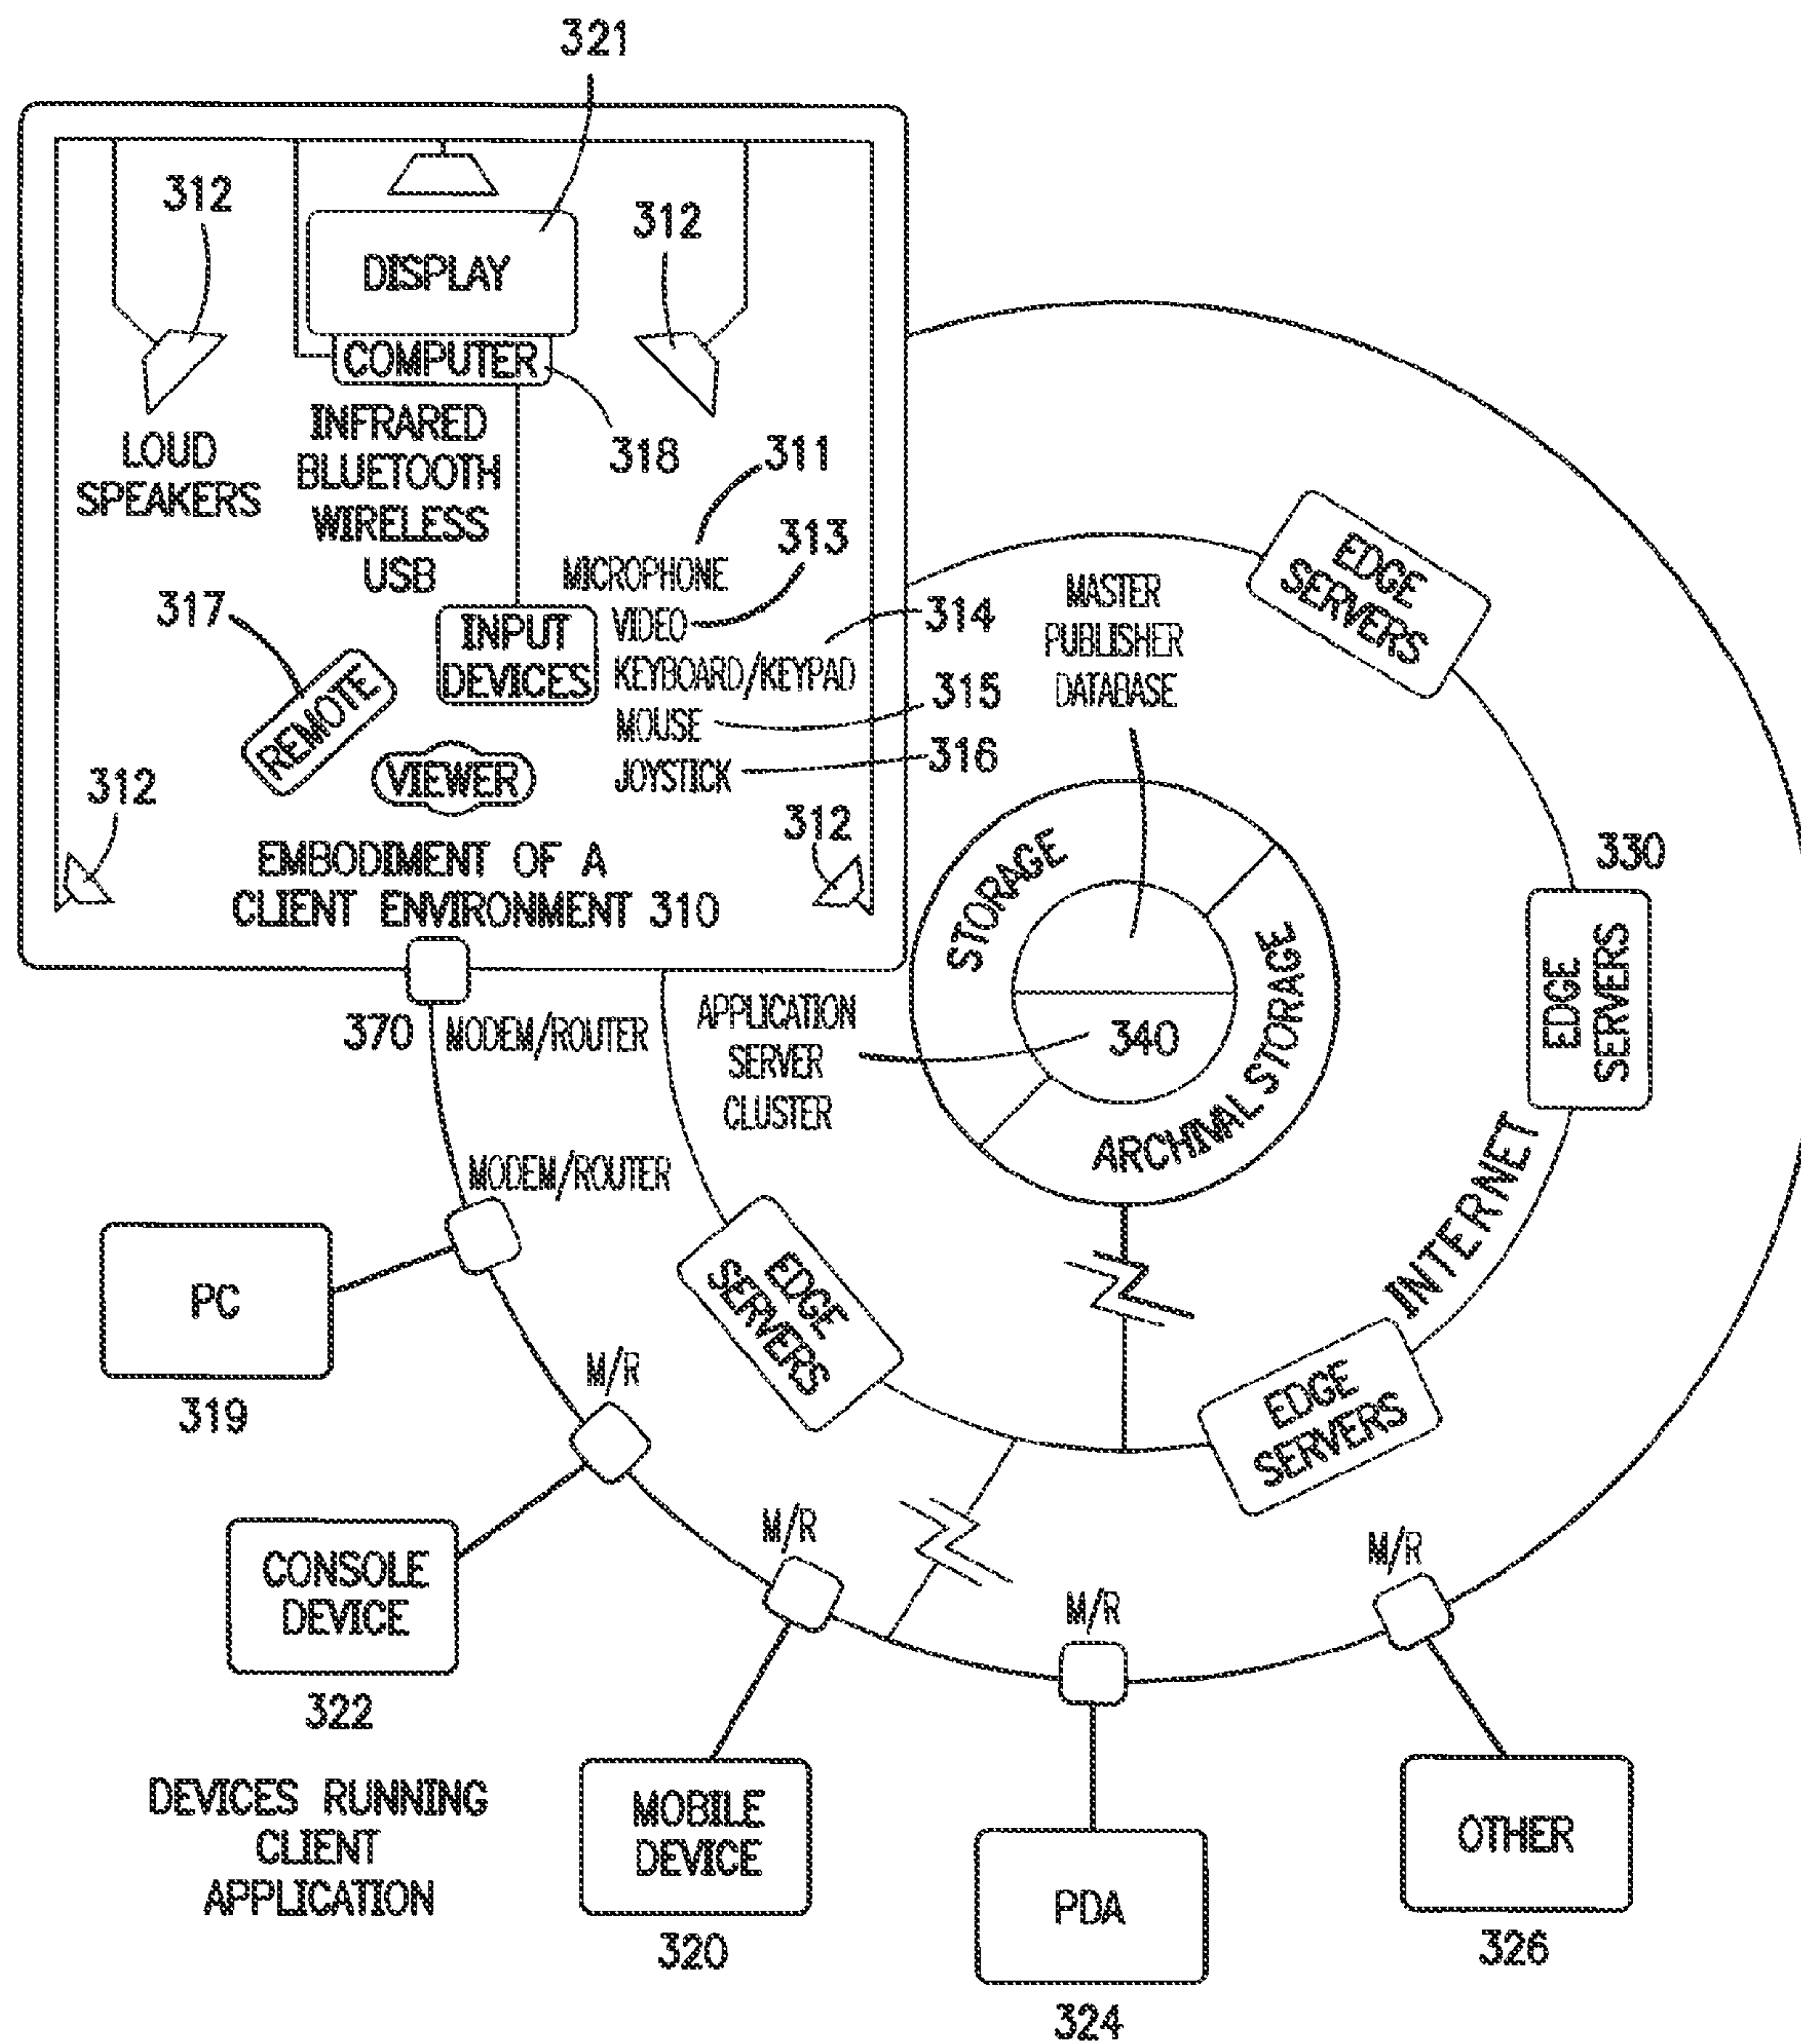 321
312
312
DISPLAY
COMPUTER
318
LOUD
SPEAKERS
INFRARED
BLUETOOTH
WIRELESS
USB
311
313
MICROPHONE
VIDEO
KEYBOARD/KEYPAD
MOUSE
JOYSTICK
314
315
316
317
REMOTE
INPUT
DEVICES
VIEWER
312
312
EMBODIMENT OF A
CLIENT ENVIRONMENT 310
MASTER
PUBLISHER
DATABASE
EDGE
SERVERS
330
EDGE
SERVERS
STORAGE
ARCHIVAL STORAGE
340
APPLICATION
SERVER
CLUSTER
370 MODEM/ROUTER
MODEM/ROUTER
INTERNET
EDGE
SERVERS
EDGE
SERVERS
PC
319
M/R
CONSOLE
DEVICE
322
M/R
MOBILE
DEVICE
320
M/R
PDA
324
M/R
OTHER
326
DEVICES RUNNING
CLIENT
APPLICATION